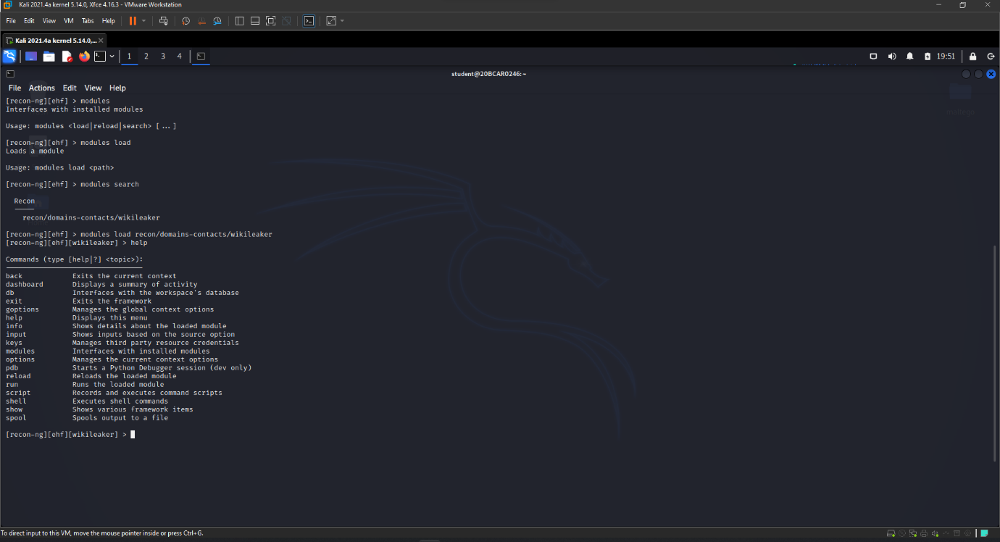 Kali 2021.4a kernel 5.14.0, Xfce 4.16.3 - VMware Workstation
File Edit View VM Tabs Help
Kali 2021.4a kernel 5.14.0,...
1 2 3 4 19:51
student@20BCAR0246: ~
File Actions Edit View Help
[recon-ng][ehf] > modules
Interfaces with installed modules
Usage: modules <load|reload|search> [...]
[recon-ng][ehf] > modules load
Loads a module
Usage: modules load <path>
[recon-ng][ehf] > modules search
Recon
recon/domains-contacts/wikileaker
[recon-ng][ehf] > modules load recon/domains-contacts/wikileaker
[recon-ng][ehf][wikileaker] > help
Commands (type [help|?] <topic>):
back Exits the current context
dashboard Displays a summary of activity
db Interfaces with the workspace's database
exit Exits the framework
goptions Manages the global context options
help Displays this menu
info Shows details about the loaded module
input Shows inputs based on the source option
keys Manages third party resource credentials
modules Interfaces with installed modules
options Manages the current context options
pdb Starts a Python Debugger session (dev only)
reload Reloads the loaded module
run Runs the loaded module
script Records and executes command scripts
shell Executes shell commands
show Shows various framework items
spool Spools output to a file
[recon-ng][ehf][wikileaker] >
To direct input to this VM, move the mouse pointer inside or press Ctrl+G.